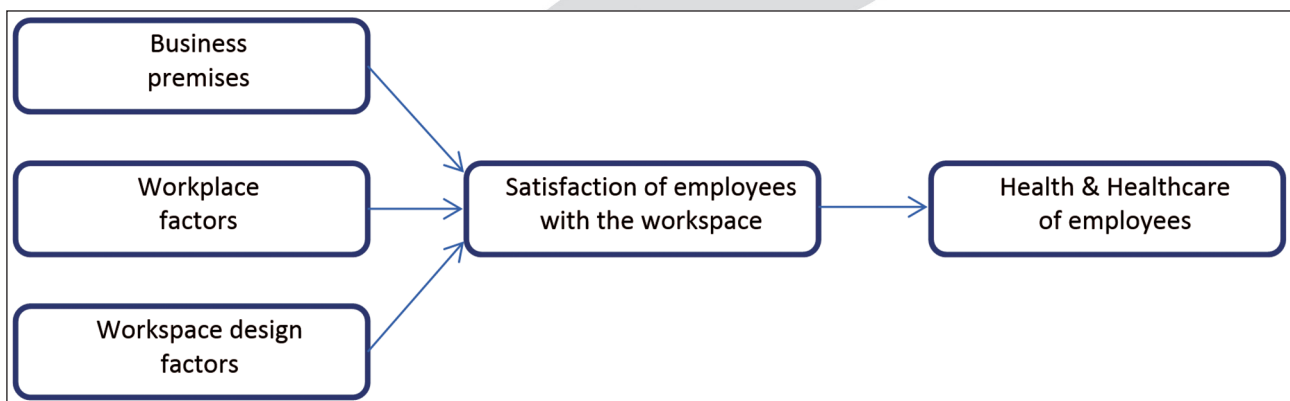 Business
premises
Workplace
factors
Workspace design
factors
Satisfaction of employees
with the workspace
Health & Healthcare
of employees